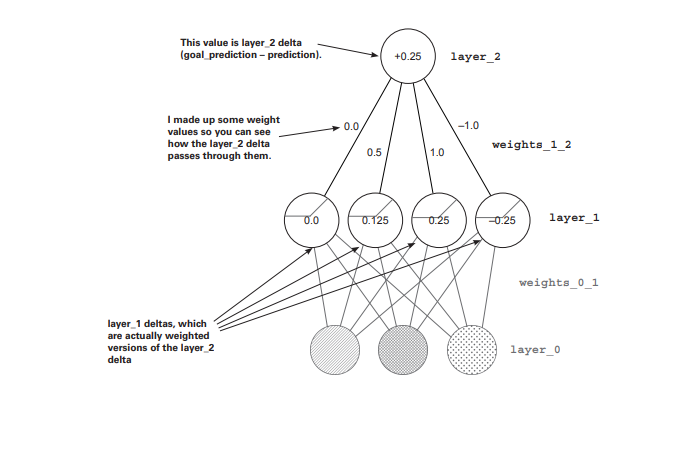 This value is layer_2 delta
(goal_prediction – prediction).
+0.25
layer_2
I made up some weight
values so you can see
how the layer_2 delta
passes through them.
0.0
0.5
1.0
–1.0
weights_1_2
0.0
0.125
0.25
–0.25
layer_1
weights_0_1
layer_1 deltas, which
are actually weighted
versions of the layer_2
delta
layer_0